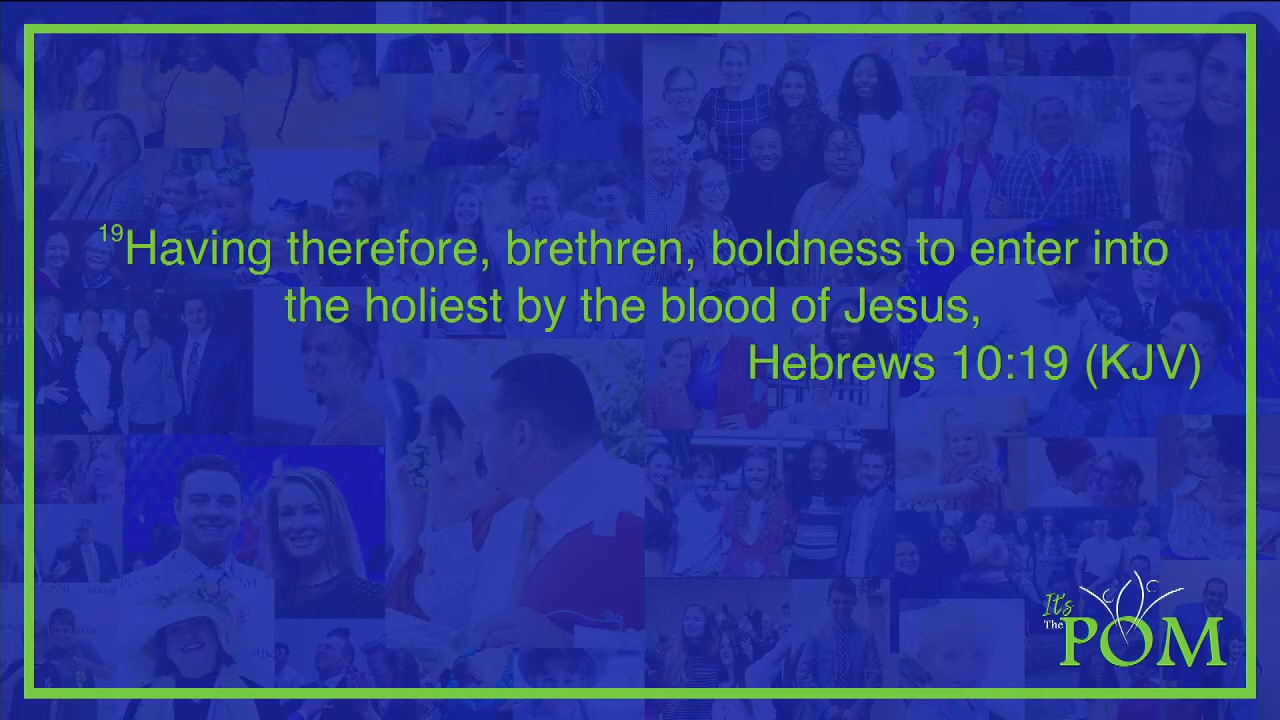 19Having therefore, brethren, boldness to enter into
the holiest by the blood of Jesus,
Hebrews 10:19 (KJV)
It's
The POM